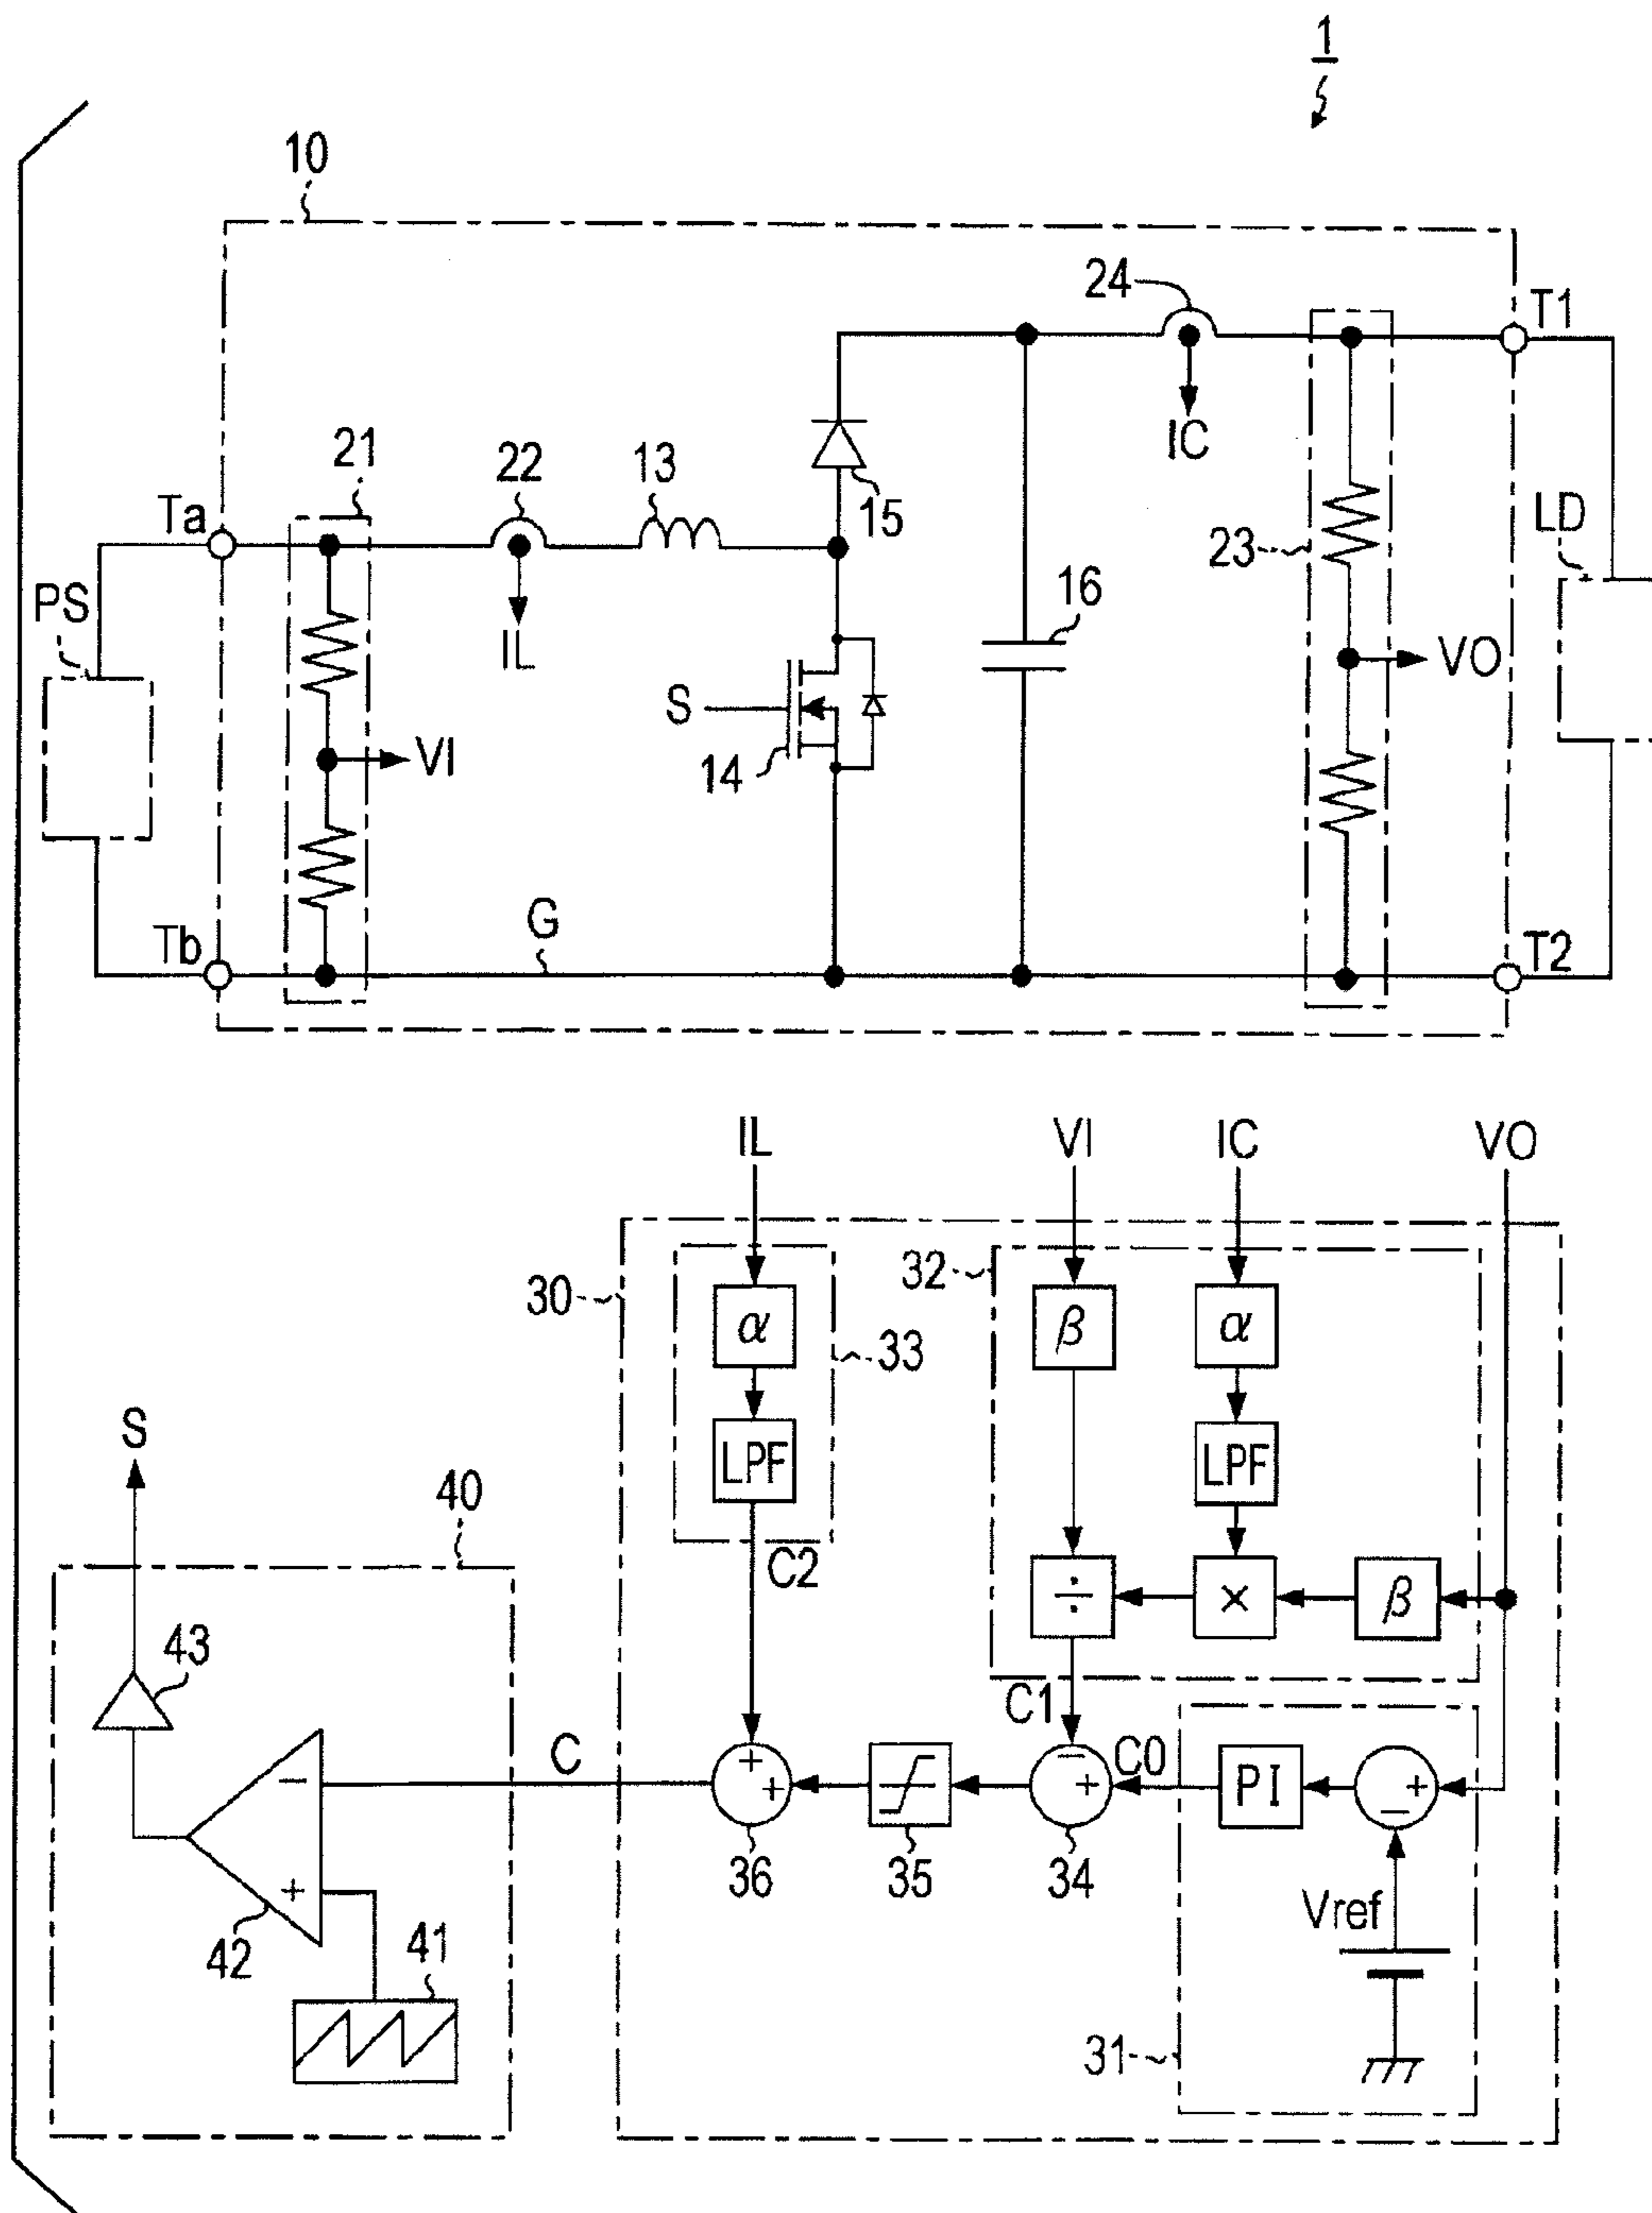 1
10
24
T1
IC
21
22
13
15
Ta
LD
23
PS
16
IL
VO
S
VI
14
G
Tb
T2
IL
VI
IC
VO
32
30
α
β
α
33
S
LPF
LPF
40
C2
÷
×
β
43
C1
C
C0
−
+
+
−
+
PI
+
−
36
35
34
Vref
+
42
41
31